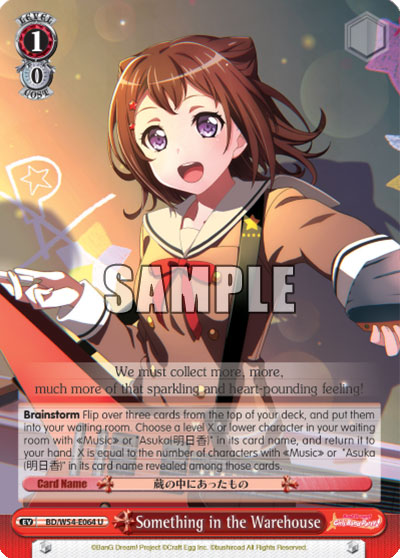 LEVEL
1
0
COST
SAMPLE
We must collect more, more,
much more of that sparkling and heart-pounding feeling!
Brainstorm Flip over three cards from the top of your deck, and put them
into your waiting room. Choose a level X or lower character in your waiting
room with «Music» or "Asuka(明日香)" in its card name, and return it to your
hand. X is equal to the number of characters with «Music» or "Asuka
(明日香)" in its card name revealed among those cards.
Card Name 蔵の中にあったもの
EV BD/W54-E064 U Something in the Warehouse
©BanG Dream! Project ©Craft Egg Inc. ©bushiroad All Rights Reserved.